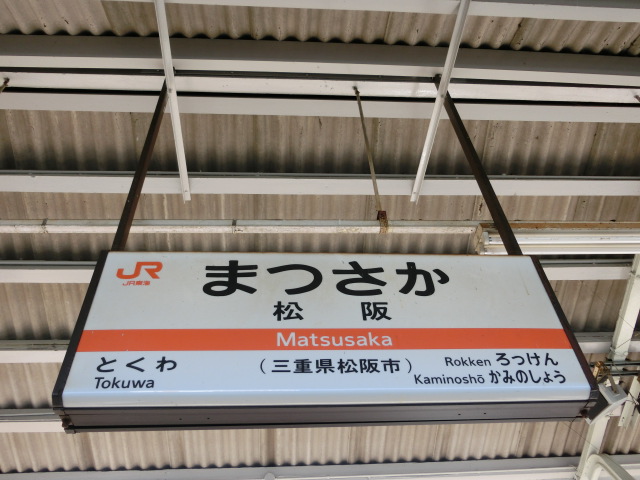 JR
JR東海
まつさか
松阪
Matsusaka
とくわ
Tokuwa
(三重県松阪市)
Rokken ろっけん
Kaminoshō かみのしょう